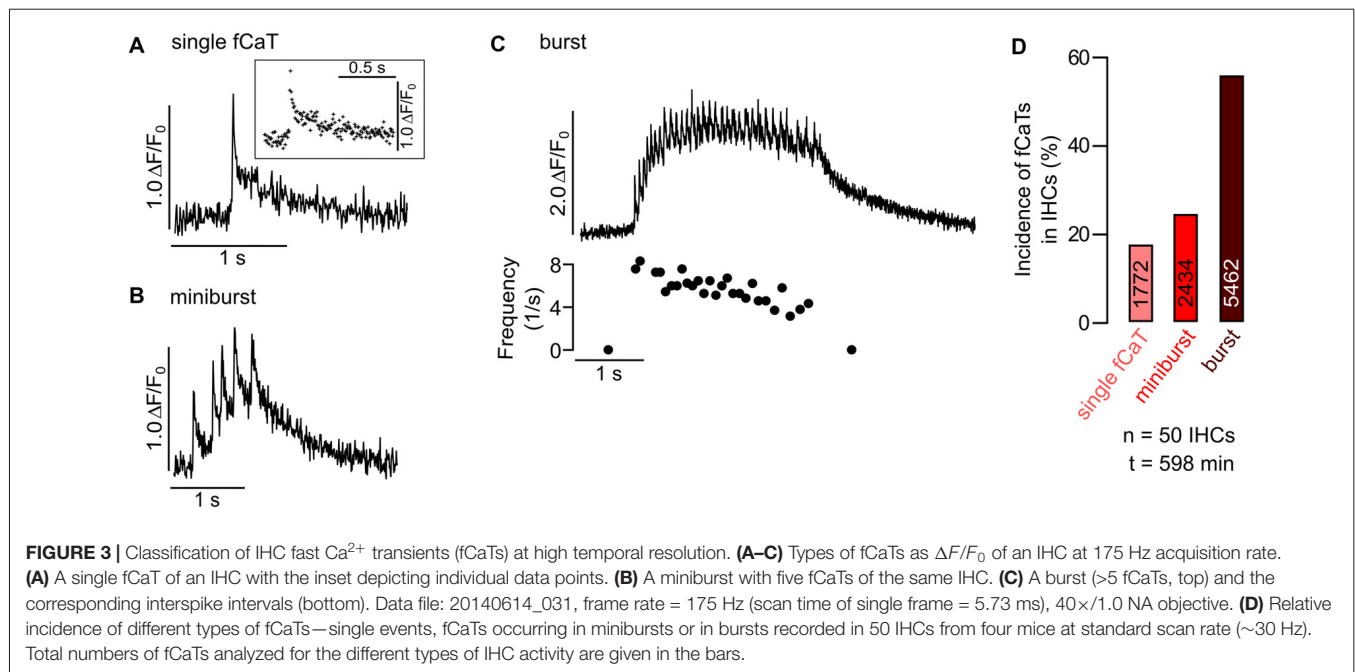 A single fCaT
1.0 ΔF/F0
0.5 s
1.0 ΔF/F0
1 s
B miniburst
1.0 ΔF/F0
1 s
C burst
2.0 ΔF/F0
Frequency
(1/s)
8
4
0
1 s
D
Incidence of fCaTs
in IHCs (%)
60
40
20
0
1772
2434
5462
single fCaT
miniburst
burst
n = 50 IHCs
t = 598 min
FIGURE 3 | Classification of IHC fast Ca2+ transients (fCaTs) at high temporal resolution. (A–C) Types of fCaTs as ΔF/F0 of an IHC at 175 Hz acquisition rate.
(A) A single fCaT of an IHC with the inset depicting individual data points. (B) A miniburst with five fCaTs of the same IHC. (C) A burst (>5 fCaTs, top) and the
corresponding interspike intervals (bottom). Data file: 20140614_031, frame rate = 175 Hz (scan time of single frame = 5.73 ms), 40×/1.0 NA objective. (D) Relative
incidence of different types of fCaTs—single events, fCaTs occurring in minibursts or in bursts recorded in 50 IHCs from four mice at standard scan rate (∼30 Hz).
Total numbers of fCaTs analyzed for the different types of IHC activity are given in the bars.